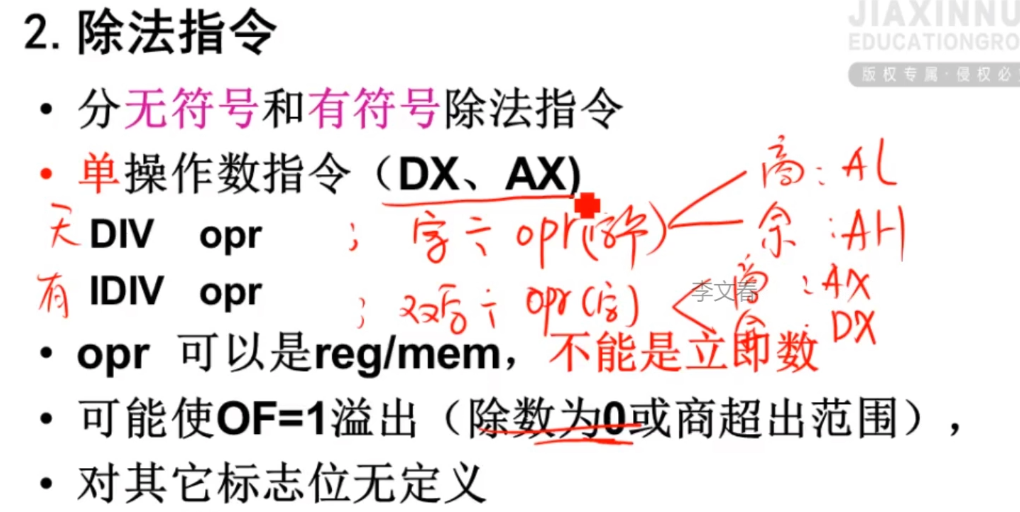 2. 除法指令
JIAXINNU
EDUCATIONGRO
版权专属·侵权必
• 分无符号和有符号除法指令
• 单操作数指令（DX、AX)
商：AL
无 DIV opr ； 字÷opr(字节)
余：AH
有 IDIV opr ； 双字÷opr(字)
李文春
商：AX
余：DX
• opr 可以是reg/mem，不能是立即数
• 可能使OF=1溢出（除数为0或商超出范围），
• 对其它标志位无定义